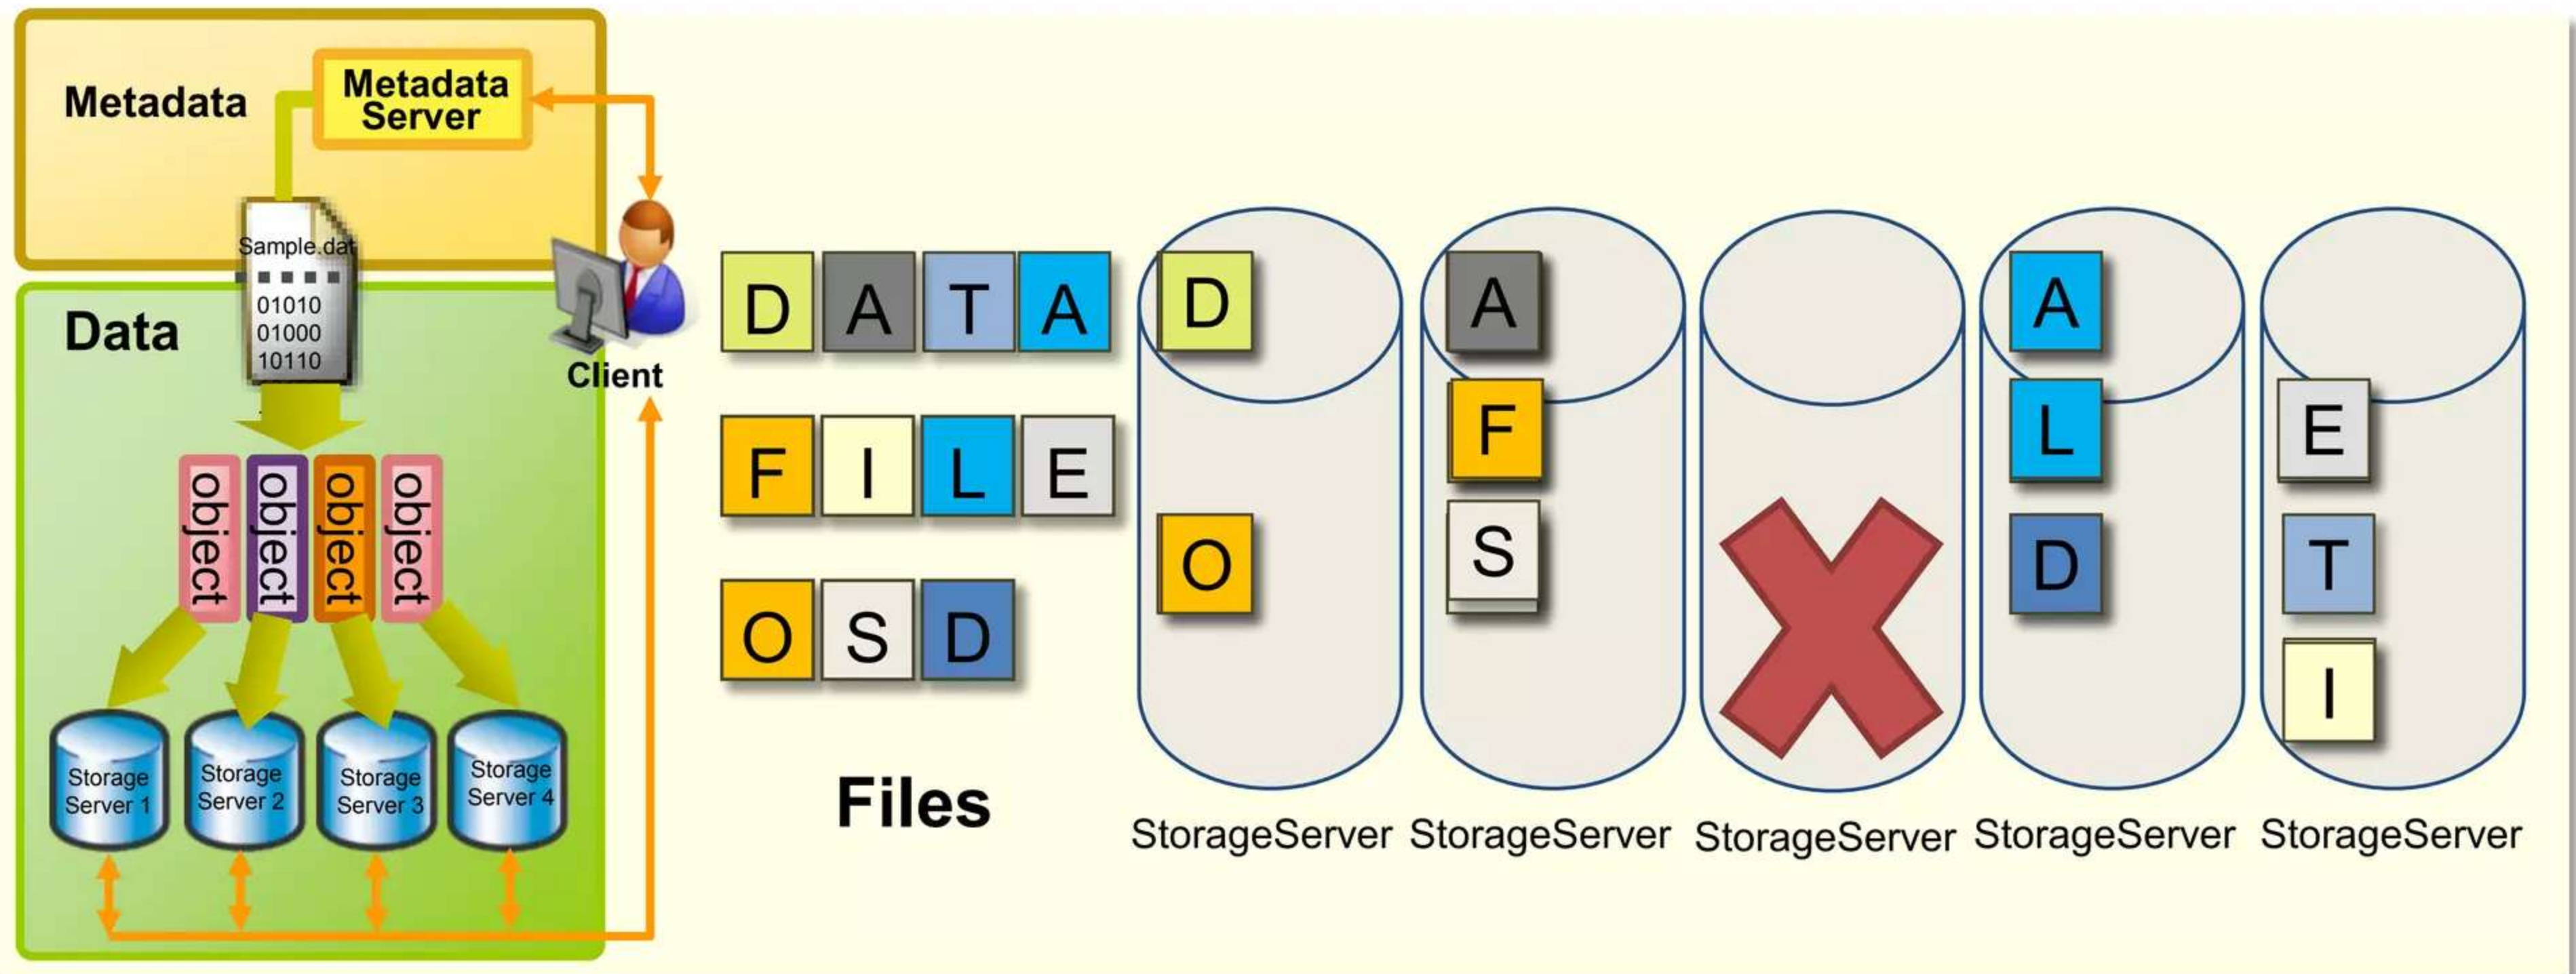 Metadata
Metadata
Server
Sample.dat
01010
01000
10110
Data
Client
object
object
object
object
Storage
Server 1
Storage
Server 2
Storage
Server 3
Storage
Server 4
D A T A
F I L E
O S D
Files
D
O
A
F
S
A
L
D
E
T
I
StorageServer
StorageServer
StorageServer
StorageServer
StorageServer